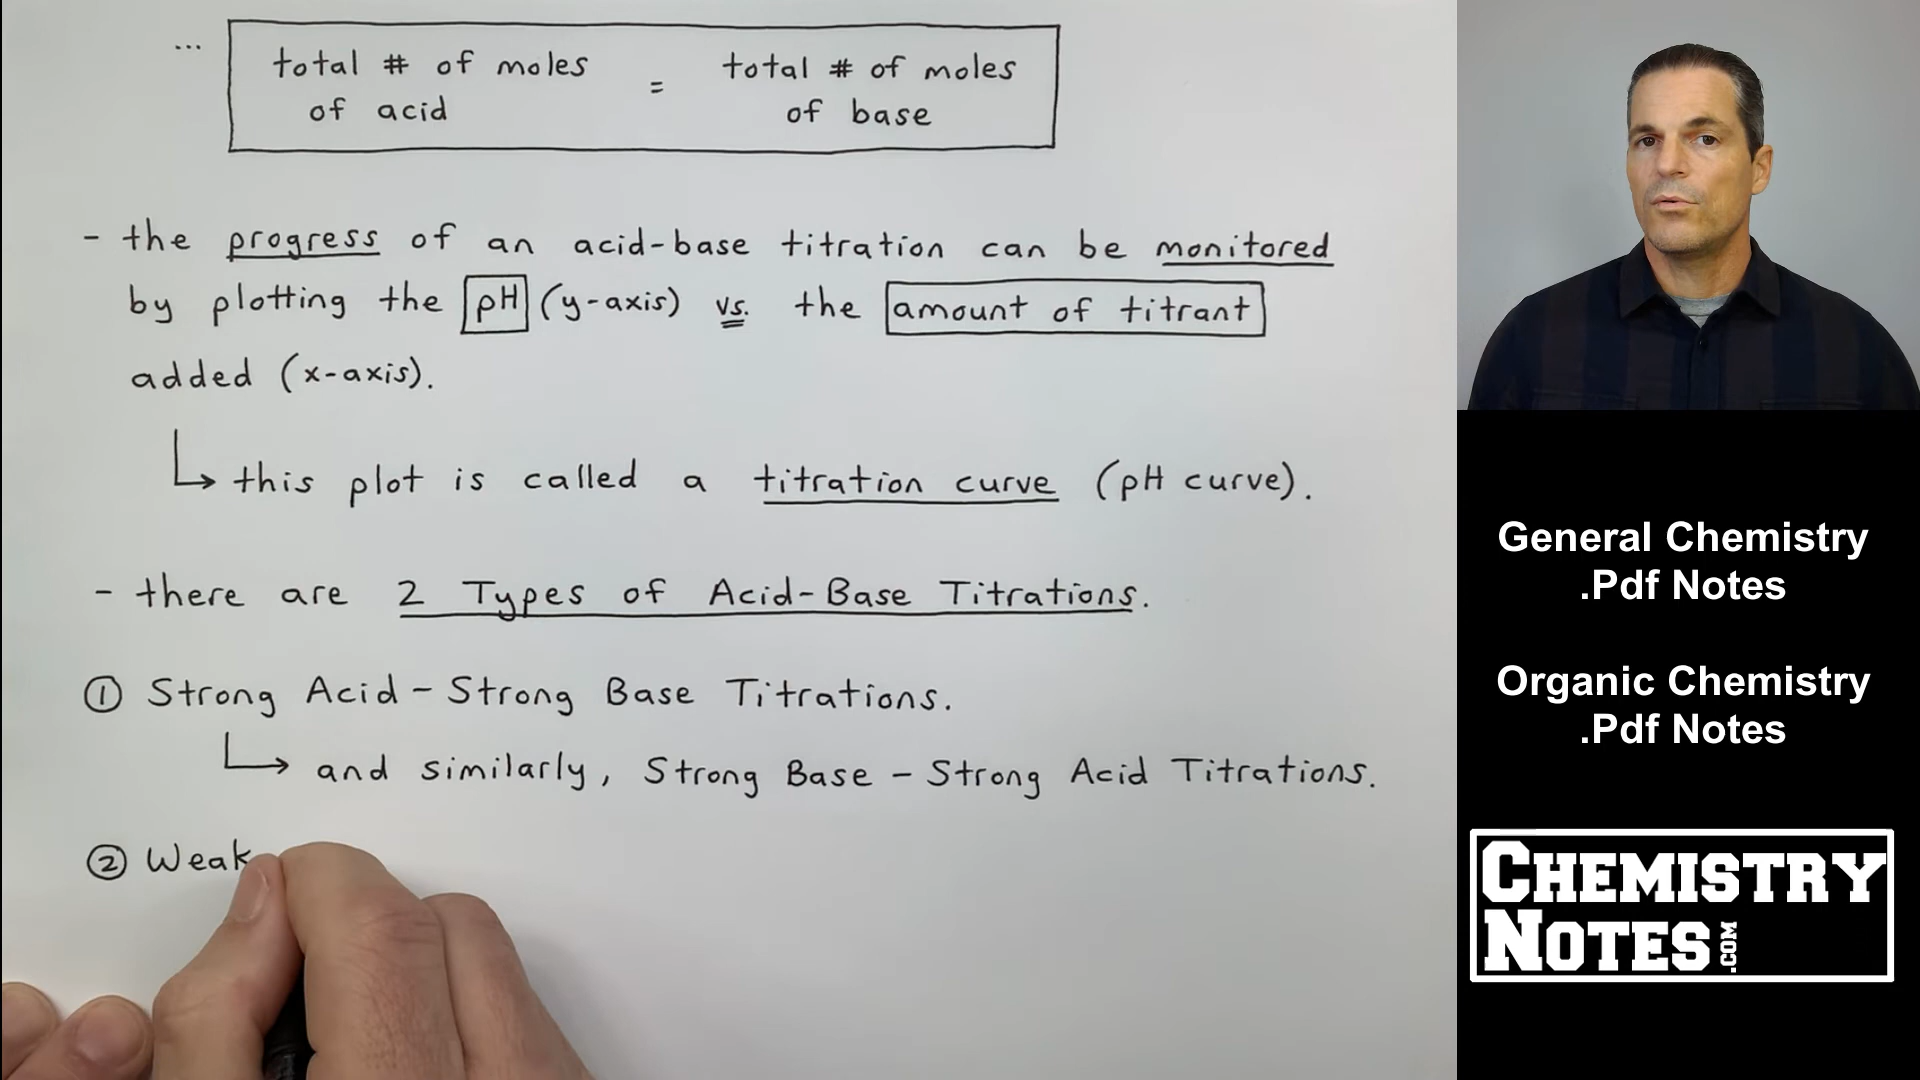 ...
total # of moles = total # of moles
of acid of base
- the progress of an acid-base titration can be monitored
by plotting the pH (y-axis) vs. the amount of titrant
added (x-axis).
↳ this plot is called a titration curve (pH curve).
- there are 2 Types of Acid-Base Titrations.
① Strong Acid - Strong Base Titrations.
↳ and similarly, Strong Base - Strong Acid Titrations.
② Weak
General Chemistry
.Pdf Notes
Organic Chemistry
.Pdf Notes
CHEMISTRY
NOTES.COM